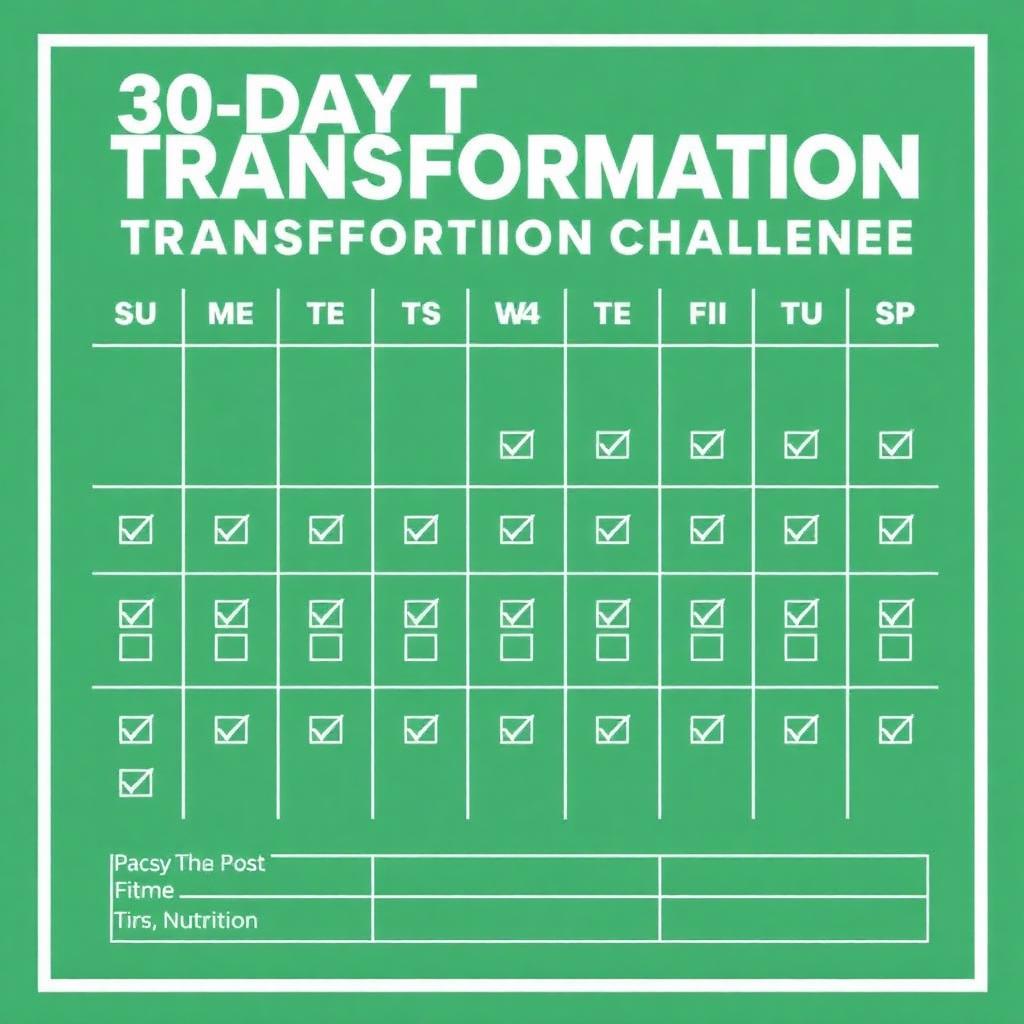 30-DAY T
TRANSFORMATION
TRANSFFORTIION CHALLENEE
SU ME TE TS W4 TE FII TU SP
Pacsy The Post
Fitme
Tirs, Nutrition